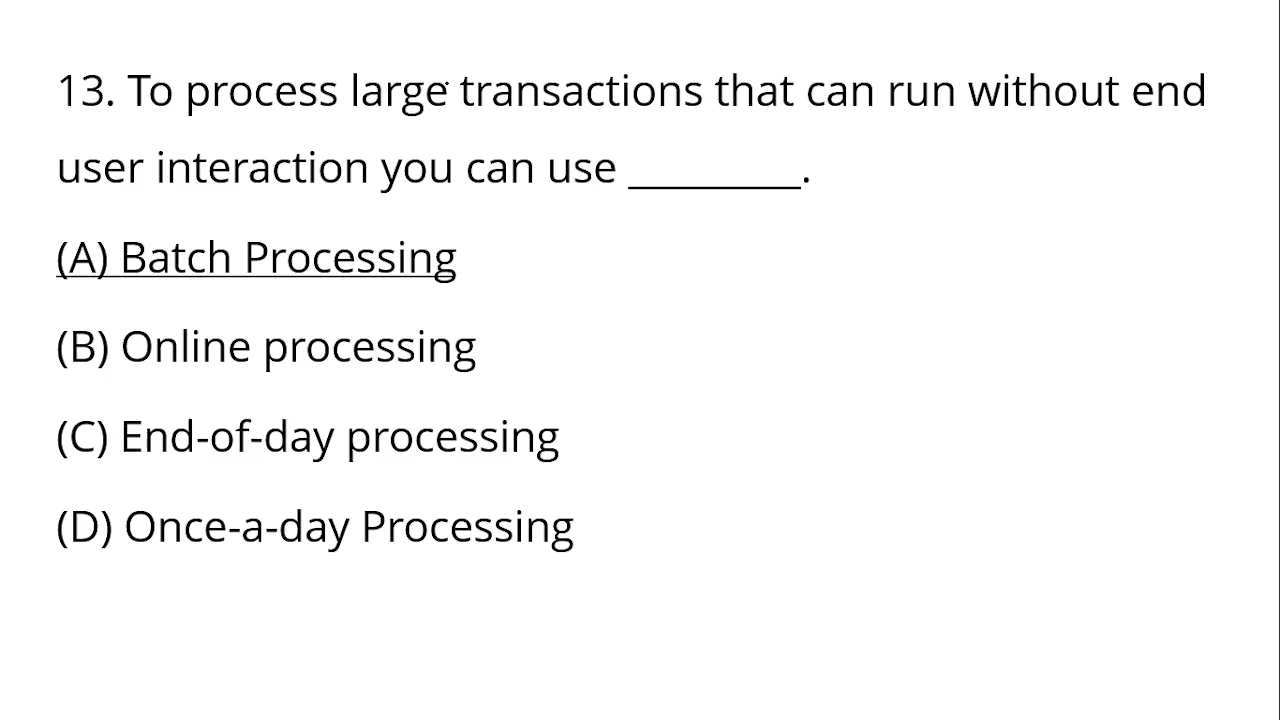 13. To process large transactions that can run without end
user interaction you can use _________.
(A) Batch Processing
(B) Online processing
(C) End-of-day processing
(D) Once-a-day Processing